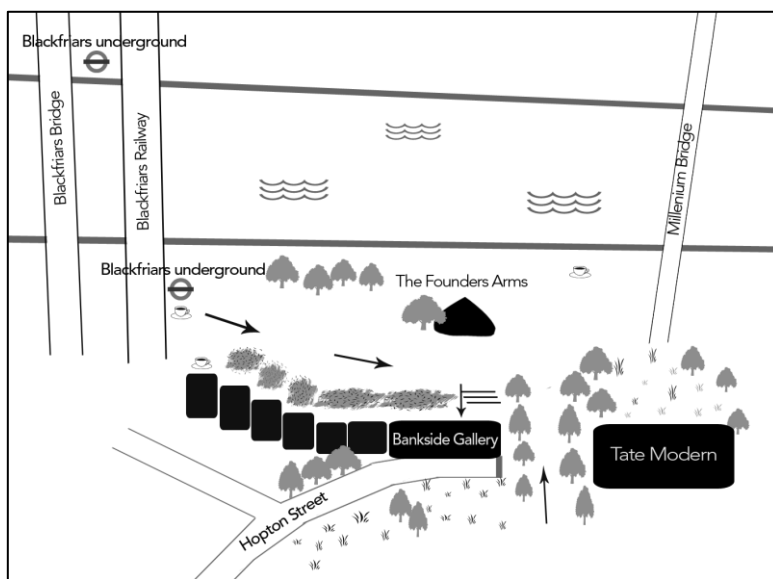 Blackfriars underground
Blackfriars Bridge
Blackfriars Railway
Millenium Bridge
Blackfriars underground
The Founders Arms
Bankside Gallery
Tate Modern
Hopton Street